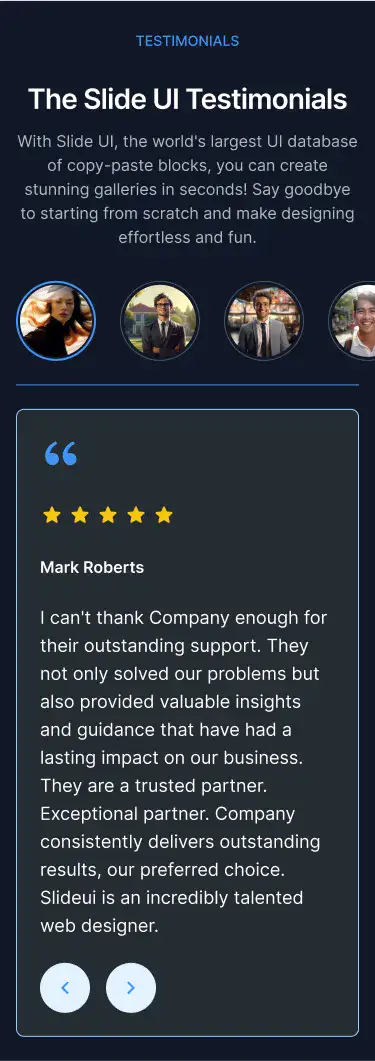 TESTIMONIALS
The Slide UI Testimonials
With Slide UI, the world's largest UI database
of copy-paste blocks, you can create
stunning galleries in seconds! Say goodbye
to starting from scratch and make designing
effortless and fun.
“
Mark Roberts
I can't thank Company enough for
their outstanding support. They
not only solved our problems but
also provided valuable insights
and guidance that have had a
lasting impact on our business.
They are a trusted partner.
Exceptional partner. Company
consistently delivers outstanding
results, our preferred choice.
Slideui is an incredibly talented
web designer.